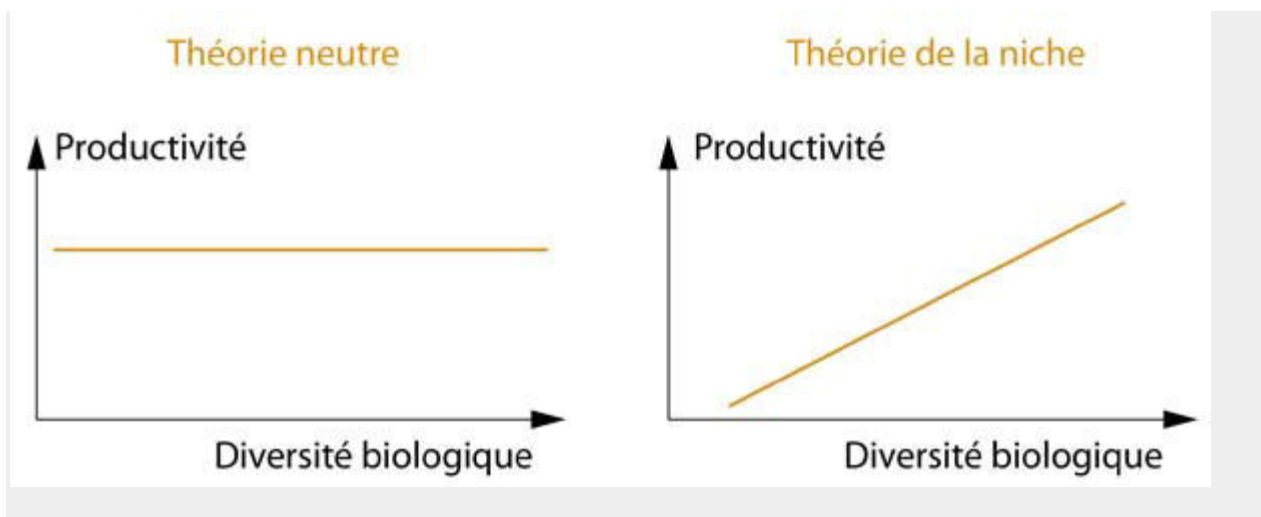 Théorie neutre
Productivité
Diversité biologique
Théorie de la niche
Productivité
Diversité biologique